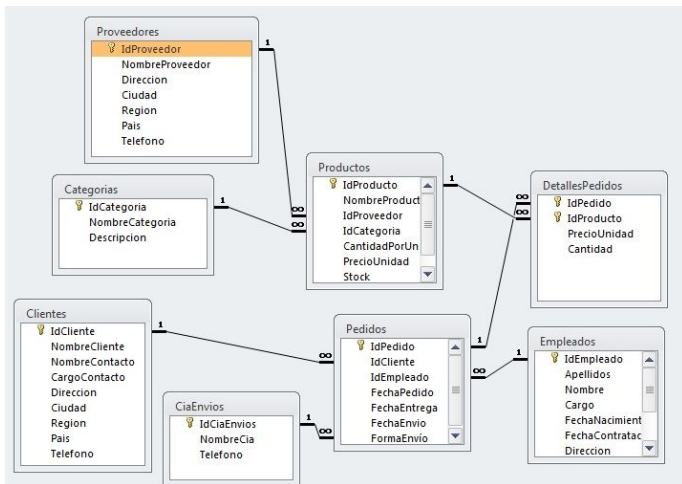 Proveedores
IdProveedor
NombreProveedor
Direccion
Ciudad
Region
Pais
Telefono
1
Categorias
IdCategoria
NombreCategoria
Descripcion
1
Productos
IdProducto
NombreProduct
IdProveedor
IdCategoria
CantidadPorUn
PrecioUnidad
Stock
1
∞
∞
DetallesPedidos
IdPedido
IdProducto
PrecioUnidad
Cantidad
∞
∞
Clientes
IdCliente
NombreCliente
NombreContacto
CargoContacto
Direccion
Ciudad
Region
Pais
Telefono
1
CiaEnvios
IdCiaEnvios
NombreCia
Telefono
1
Pedidos
IdPedido
IdCliente
IdEmpleado
FechaPedido
FechaEntrega
FechaEnvio
FormaEnvío
1
∞
∞
∞
Empleados
IdEmpleado
Apellidos
Nombre
Cargo
FechaNacimient
FechaContratac
Direccion
1